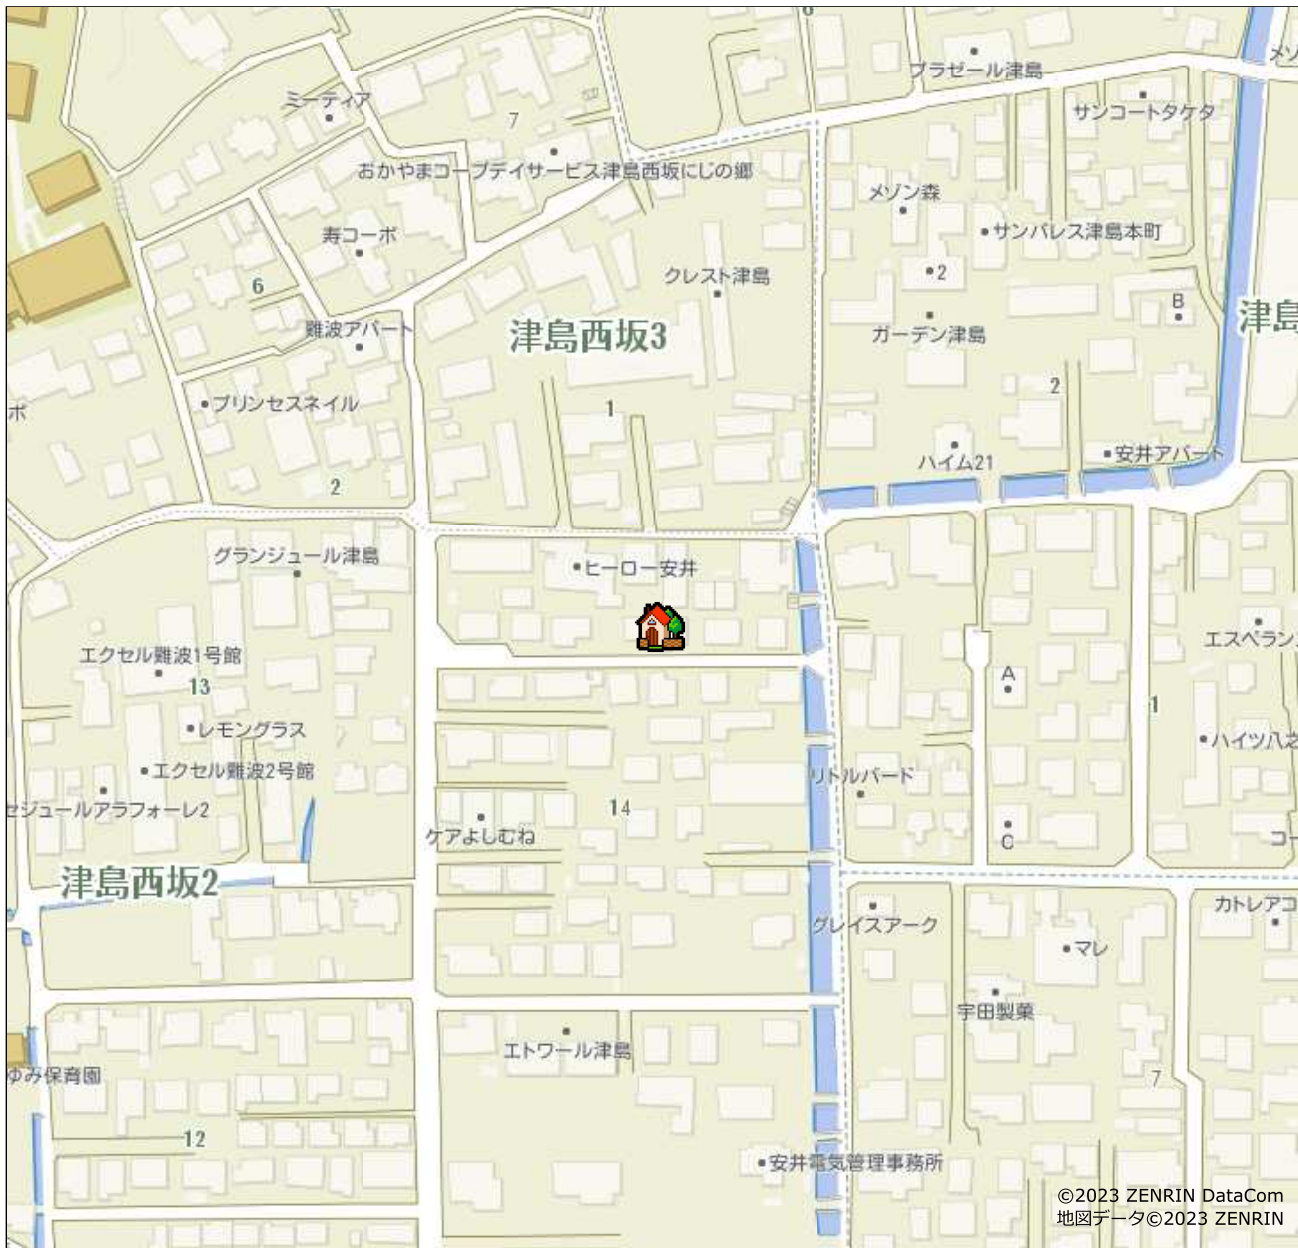 6
プラゼール津島
メゾ
ミーティア
7
サンコートタケタ
おかやまコープデイサービス津島西坂にじの郷
メゾン森
寿コーポ
サンパレス津島本町
クレスト津島
2
6
B
難波アパート
津島西坂3
ガーデン津島
津島
2
ポ
プリンセスネイル
1
ハイム21
安井アパート
2
グランジュール津島
ヒーロー安井
エスペラン
エクセル難波1号館
13
A
1
レモングラス
ハイツ八之
エクセル難波2号館
リトルバード
セジュールアラフォーレ2
14
ケアよしむね
C
コー
津島西坂2
カトレアコ
グレイスアーク
マレ
宇田製菓
エトワール津島
ゆみ保育園
7
12
安井電気管理事務所
©2023 ZENRIN DataCom
地図データ©2023 ZENRIN